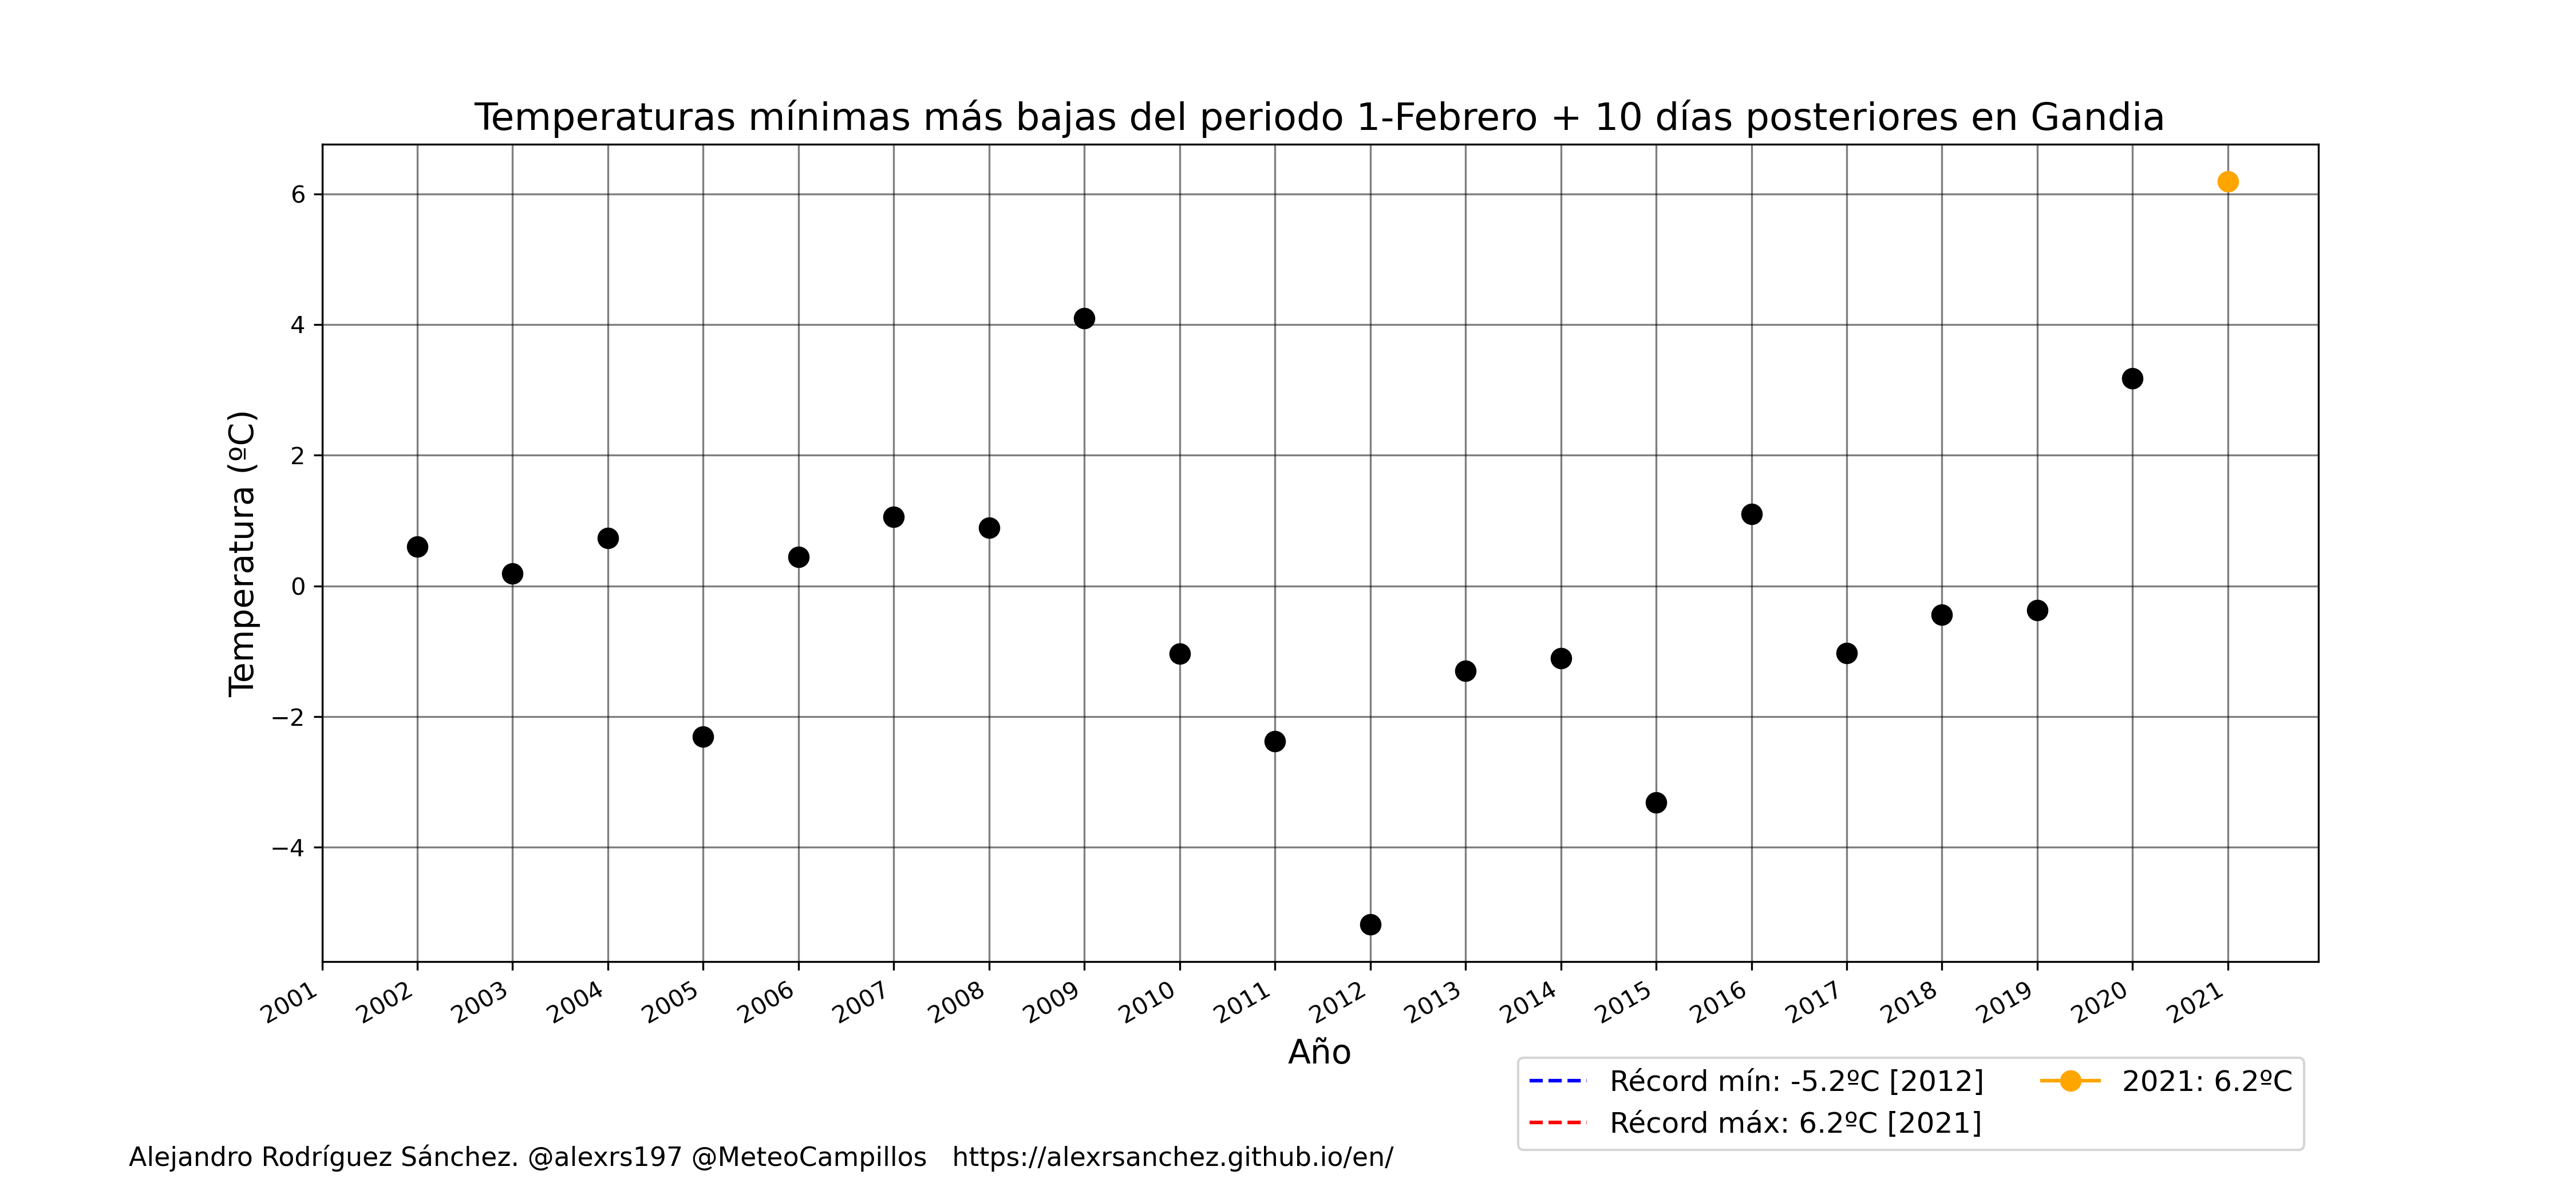 Temperaturas mínimas más bajas del periodo 1-Febrero + 10 días posteriores en Gandia
Temperatura (ºC)
6
4
2
0
−2
−4
2001 2002 2003 2004 2005 2006 2007 2008 2009 2010 2011 2012 2013 2014 2015 2016 2017 2018 2019 2020 2021
Año
Récord mín: -5.2ºC [2012]
Récord máx: 6.2ºC [2021]
2021: 6.2ºC
Alejandro Rodríguez Sánchez. @alexrs197 @MeteoCampillos https://alexrsanchez.github.io/en/